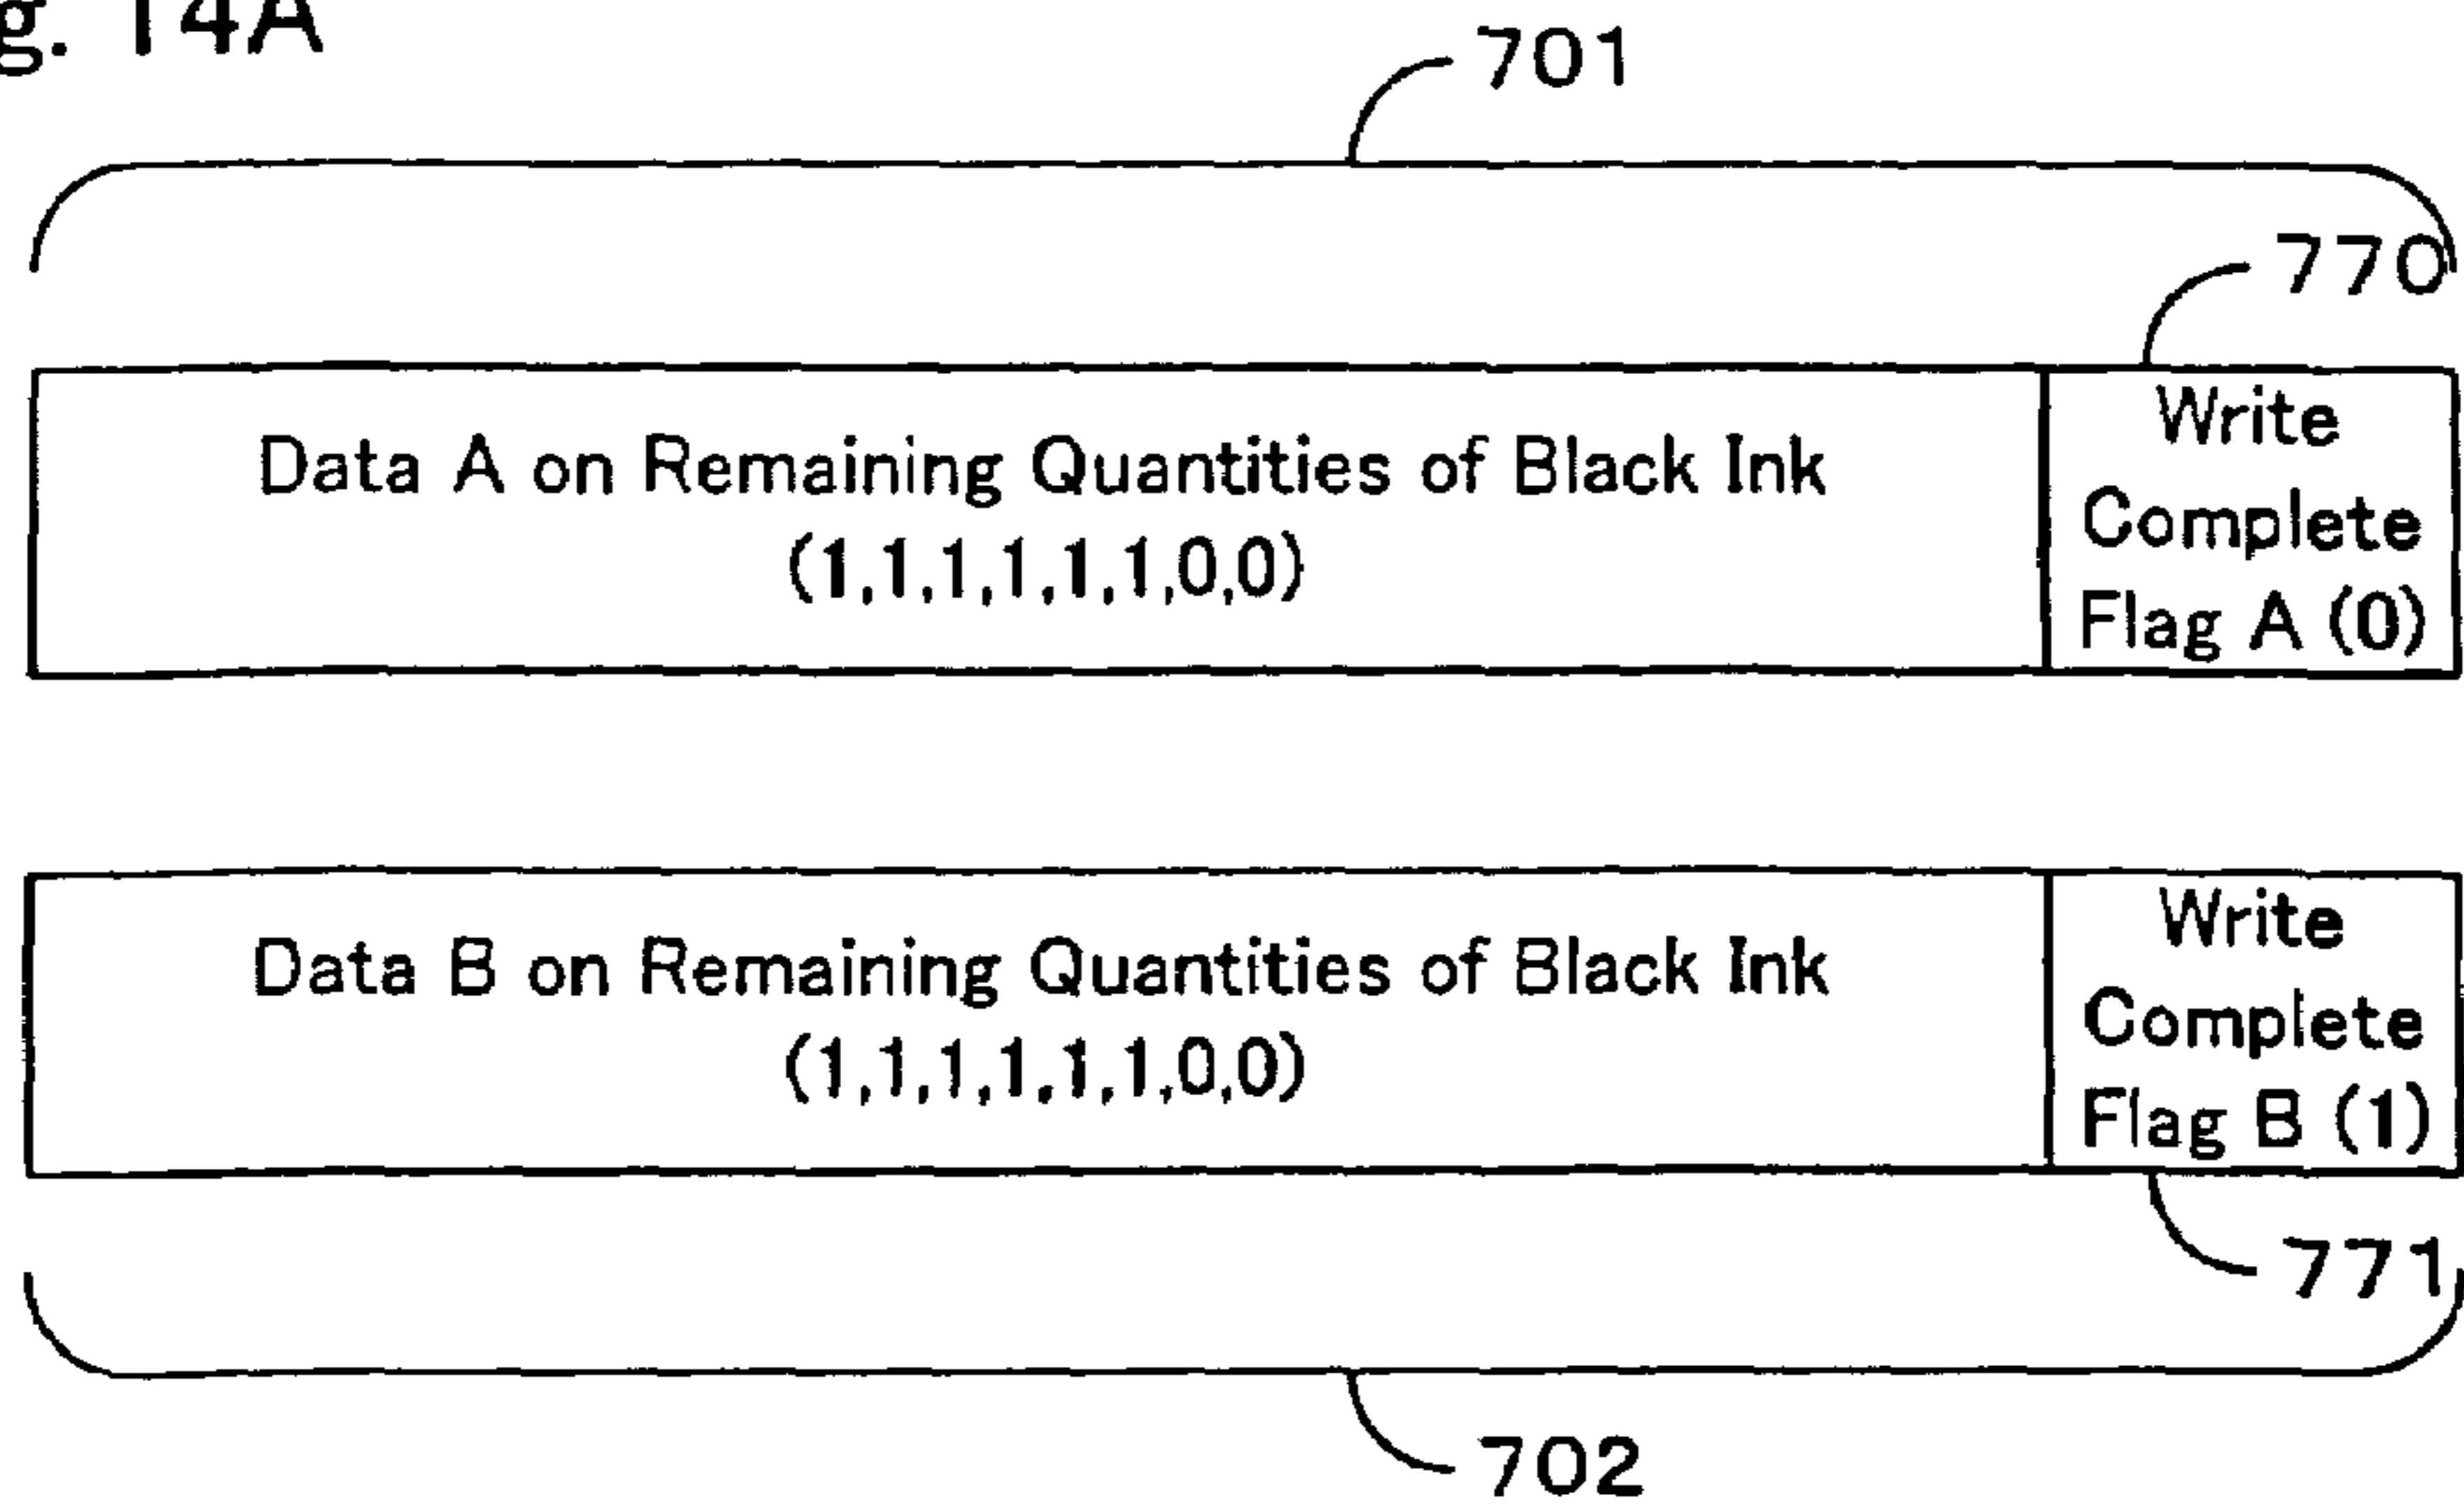 g. 14A
701
770
Data A on Remaining Quantities of Black Ink
(1,1,1,1,1,1,0,0)
Write
Complete
Flag A (0)
Data B on Remaining Quantities of Black Ink
(1,1,1,1,1,1,0,0)
Write
Complete
Flag B (1)
771
702